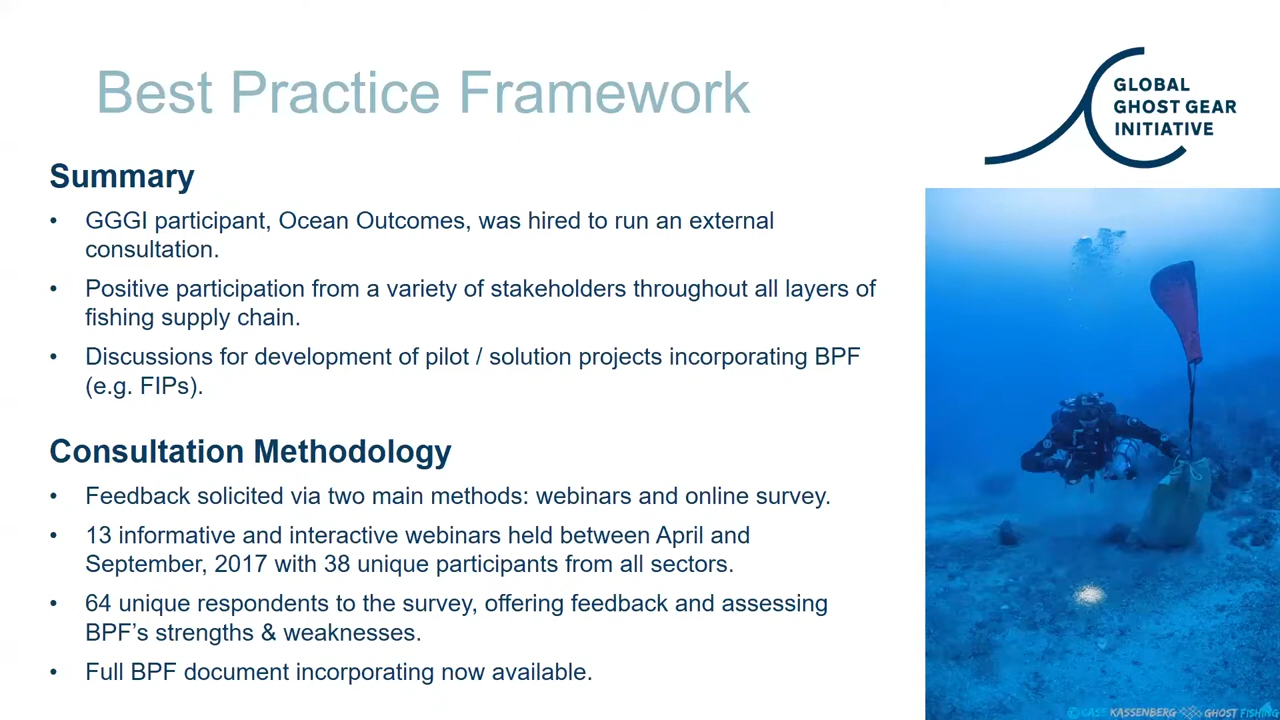 Best Practice Framework
GLOBAL
GHOST GEAR
INITIATIVE
Summary
• GGGI participant, Ocean Outcomes, was hired to run an external
consultation.
• Positive participation from a variety of stakeholders throughout all layers of
fishing supply chain.
• Discussions for development of pilot / solution projects incorporating BPF
(e.g. FIPs).
Consultation Methodology
• Feedback solicited via two main methods: webinars and online survey.
• 13 informative and interactive webinars held between April and
September, 2017 with 38 unique participants from all sectors.
• 64 unique respondents to the survey, offering feedback and assessing
BPF’s strengths & weaknesses.
• Full BPF document incorporating now available.
© CASE KASSENBERG GHOST FISHING